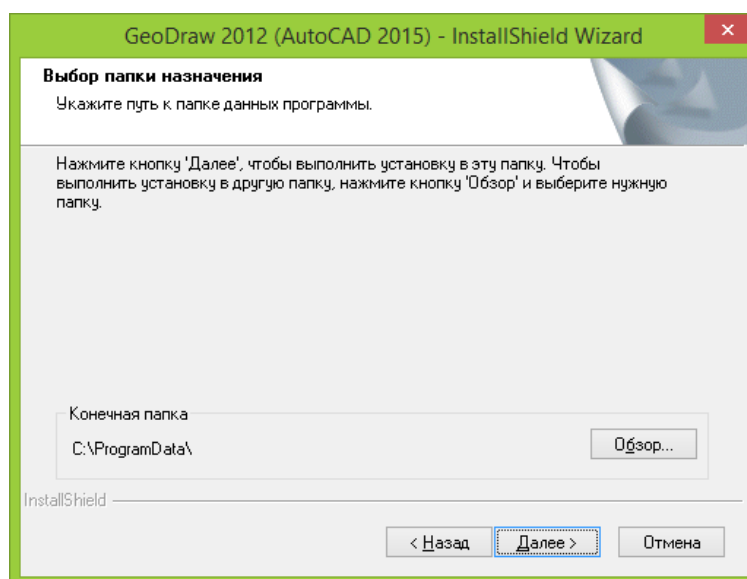 GeoDraw 2012 (AutoCAD 2015) - InstallShield Wizard
Выбор папки назначения
Укажите путь к папке данных программы.
Нажмите кнопку 'Далее', чтобы выполнить установку в эту папку. Чтобы
выполнить установку в другую папку, нажмите кнопку 'Обзор' и выберите нужную
папку.
Конечная папка
C:\ProgramData\
Обзор...
InstallShield
< Назад
Далее >
Отмена